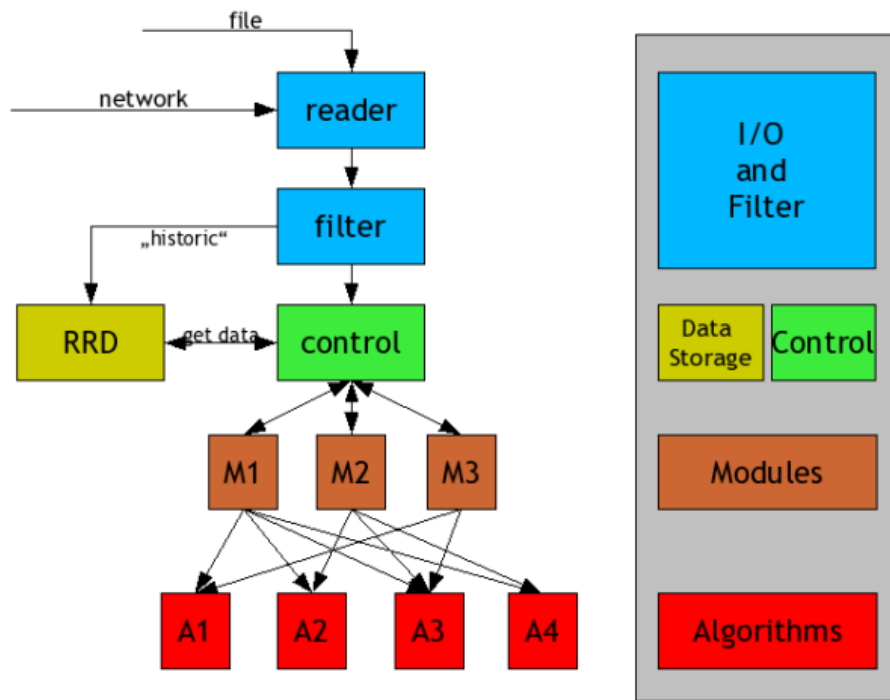 file
network
reader
filter
„historic“
RRD
get data
control
M1
M2
M3
A1
A2
A3
A4
I/O
and
Filter
Data
Storage
Control
Modules
Algorithms